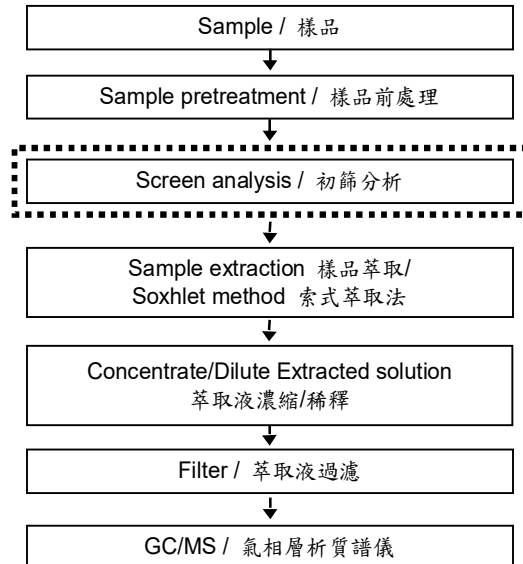 Sample / 樣品
Sample pretreatment / 樣品前處理
Screen analysis / 初篩分析
Sample extraction 樣品萃取/
Soxhlet method 索式萃取法
Concentrate/Dilute Extracted solution
萃取液濃縮/稀釋
Filter / 萃取液過濾
GC/MS / 氣相層析質譜儀